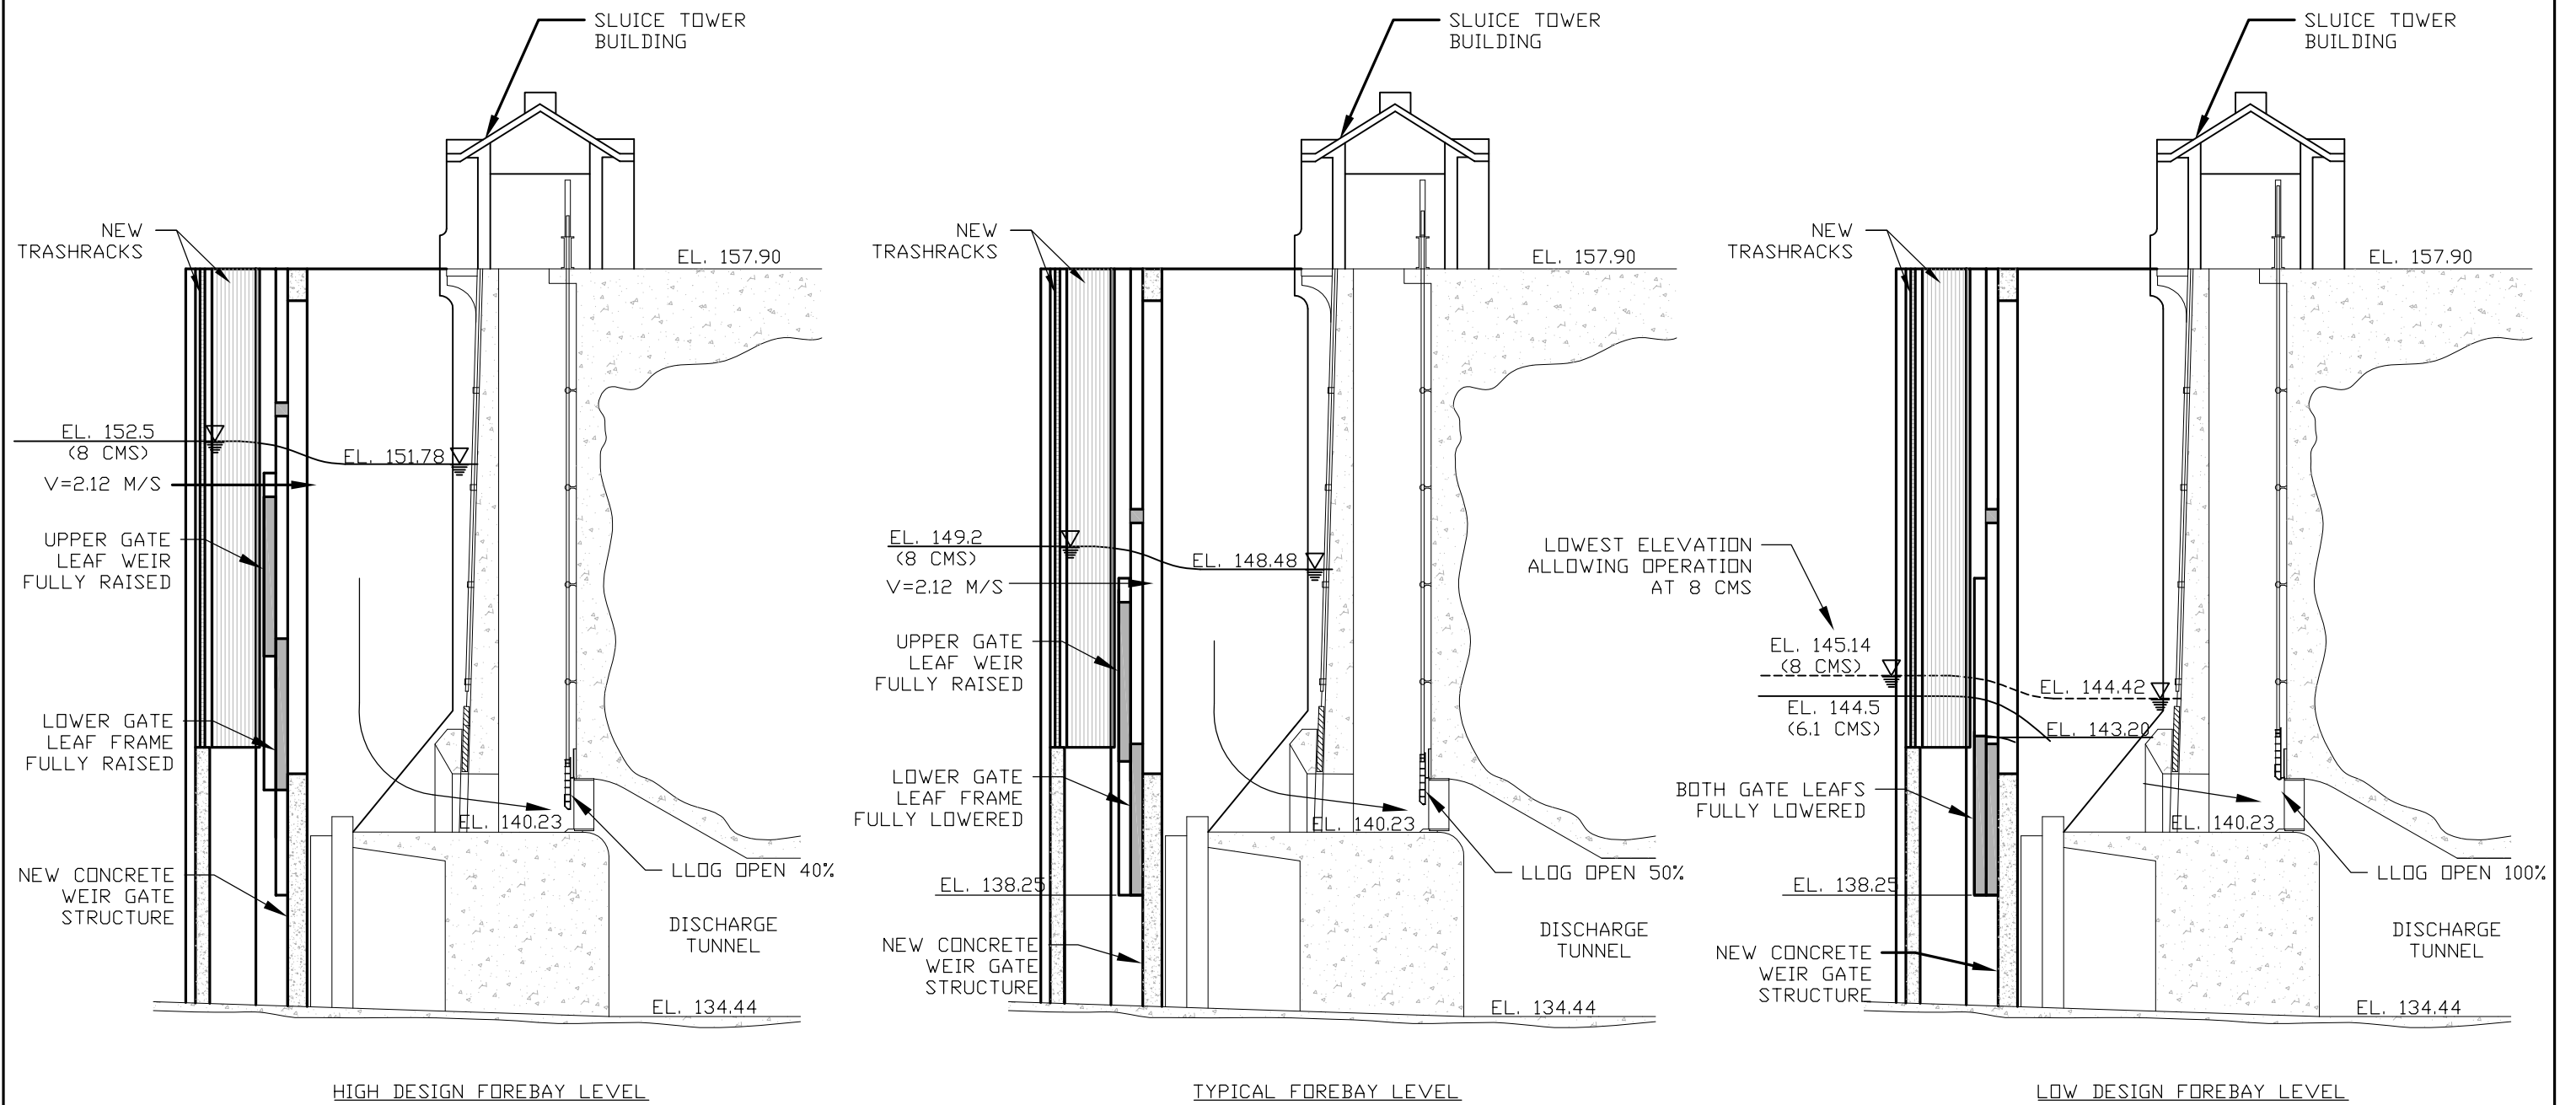 SLUICE TOWER
BUILDING
NEW
TRASHRACKS
EL. 157.90
EL. 152.5
(8 CMS)
EL. 151.78
V=2.12 M/S
UPPER GATE
LEAF WEIR
FULLY RAISED
LOWER GATE
LEAF FRAME
FULLY RAISED
EL. 140.23
LLOG OPEN 40%
NEW CONCRETE
WEIR GATE
STRUCTURE
DISCHARGE
TUNNEL
EL. 134.44
HIGH DESIGN FOREBAY LEVEL
SLUICE TOWER
BUILDING
NEW
TRASHRACKS
EL. 157.90
EL. 149.2
(8 CMS)
EL. 148.48
V=2.12 M/S
UPPER GATE
LEAF WEIR
FULLY RAISED
LOWER GATE
LEAF FRAME
FULLY LOWERED
EL. 140.23
LLOG OPEN 50%
EL. 138.25
DISCHARGE
TUNNEL
NEW CONCRETE
WEIR GATE
STRUCTURE
EL. 134.44
TYPICAL FOREBAY LEVEL
SLUICE TOWER
BUILDING
NEW
TRASHRACKS
EL. 157.90
LOWEST ELEVATION
ALLOWING OPERATION
AT 8 CMS
EL. 145.14
(8 CMS)
EL. 144.42
EL. 144.5
(6.1 CMS)
EL. 143.20
BOTH GATE LEAFS
FULLY LOWERED
EL. 140.23
LLOG OPEN 100%
EL. 138.25
DISCHARGE
TUNNEL
NEW CONCRETE
WEIR GATE
STRUCTURE
EL. 134.44
LOW DESIGN FOREBAY LEVEL